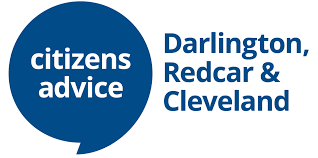 citizens
advice
Darlington,
Redcar &
Cleveland